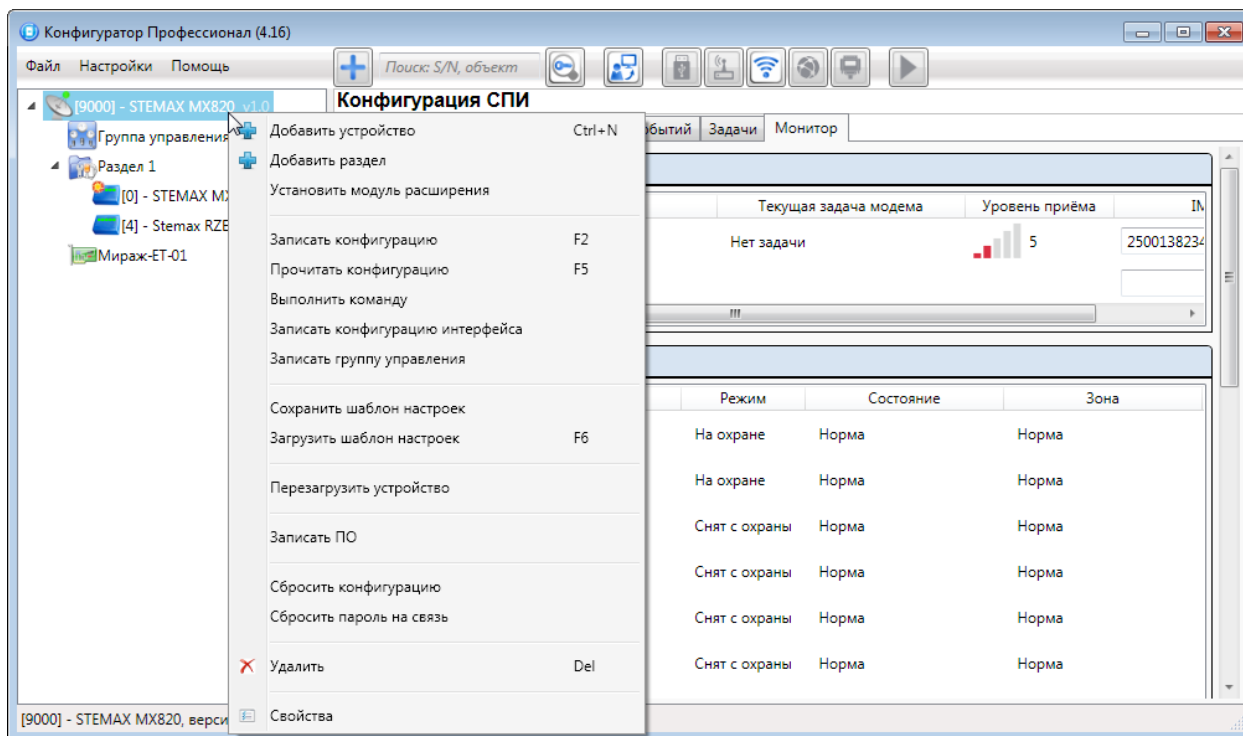 Конфигуратор Профессионал (4.16)
Файл Настройки Помощь Поиск: S/N, объект
[9000] - STEMAX MX820 v1.0
Группа управления
Раздел 1
[0] - STEMAX
[4] - Stemax RZE
Мираж-ET-01
Конфигурация СПИ
Задачи Монитор
Добавить устройство Ctrl+N
Добавить раздел
Установить модуль расширения
Записать конфигурацию F2
Прочитать конфигурацию F5
Выполнить команду
Записать конфигурацию интерфейса
Записать группу управления
Сохранить шаблон настроек
Загрузить шаблон настроек F6
Перезагрузить устройство
Записать ПО
Сбросить конфигурацию
Сбросить пароль на связь
Удалить Del
Свойства
Текущая задача модема Уровень приёма
Нет задачи 5 2500138234
Режим Состояние Зона
На охране Норма Норма
На охране Норма Норма
Снят с охраны Норма Норма
Снят с охраны Норма Норма
Снят с охраны Норма Норма
Снят с охраны Норма Норма
[9000] - STEMAX MX820, верси